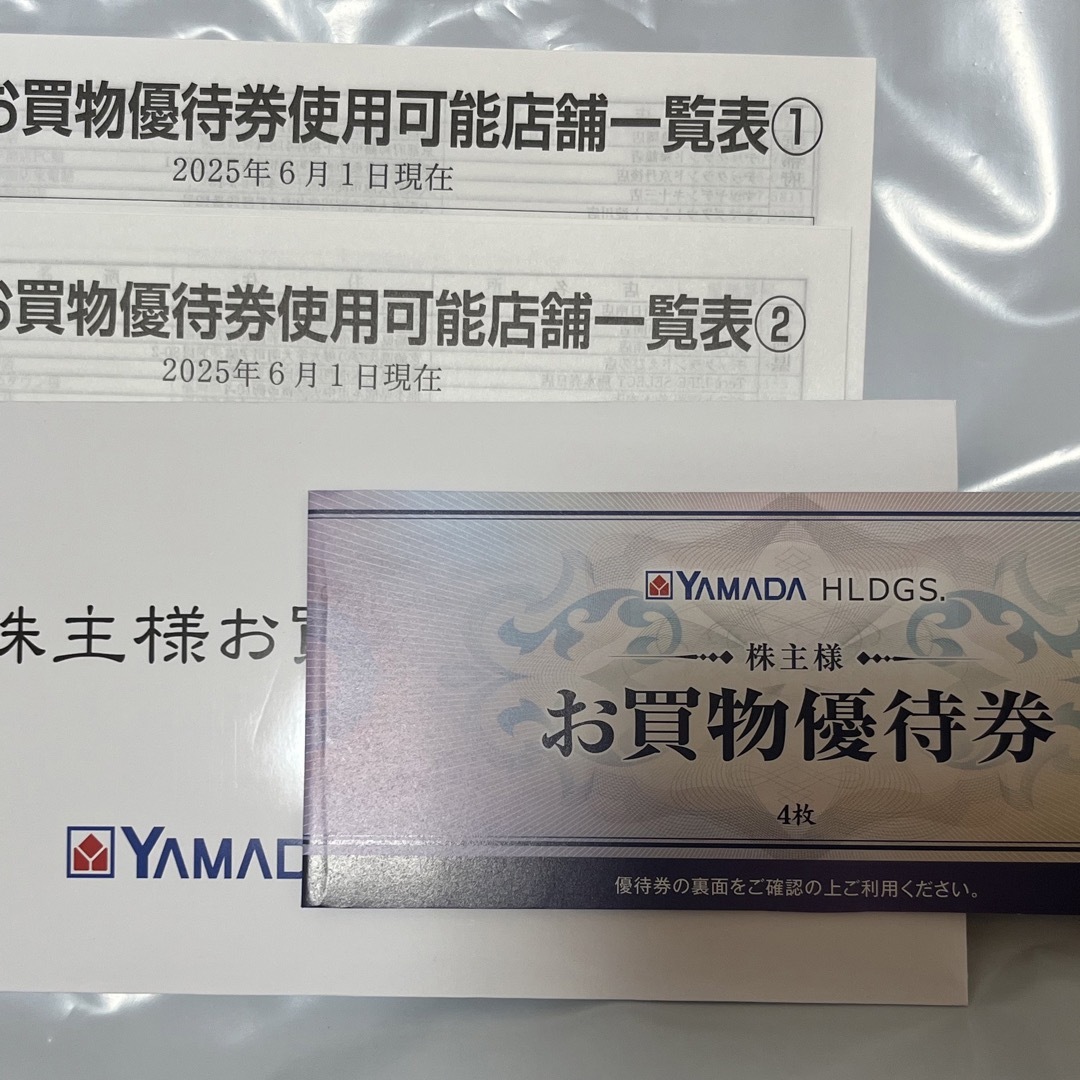 お買物優待券使用可能店舗一覧表①
2025年6月1日現在
お買物優待券使用可能店舗一覧表②
2025年6月1日現在
株主様お買
YAMAD
YAMADA HLDGS.
株主様
お買物優待券
4枚
優待券の裏面をご確認の上ご利用ください。